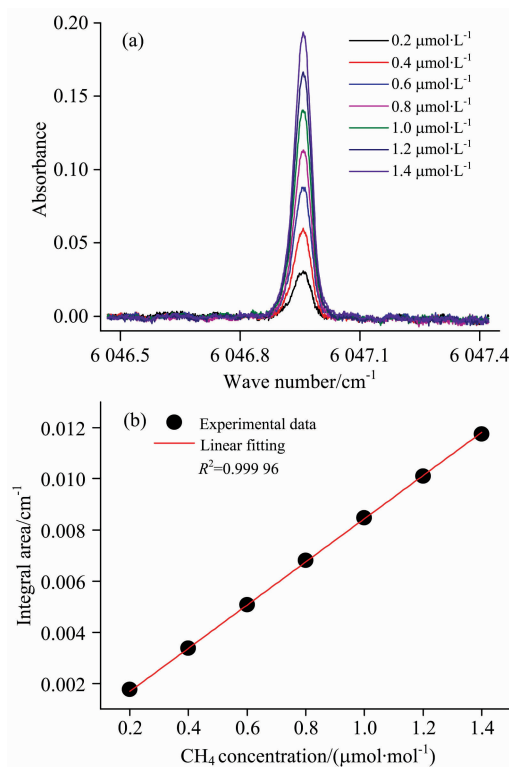 (a)
0.20
0.15
0.10
0.05
0.00
Absorbance
0.2 μmol·L⁻¹
0.4 μmol·L⁻¹
0.6 μmol·L⁻¹
0.8 μmol·L⁻¹
1.0 μmol·L⁻¹
1.2 μmol·L⁻¹
1.4 μmol·L⁻¹
6 046.5 6 046.8 6 047.1 6 047.4
Wave number/cm⁻¹
(b)
Experimental data
Linear fitting
R²=0.999 96
0.012
0.010
0.008
0.006
0.004
0.002
Integral area/cm⁻¹
0.2 0.4 0.6 0.8 1.0 1.2 1.4
CH₄ concentration/(μmol·mol⁻¹)